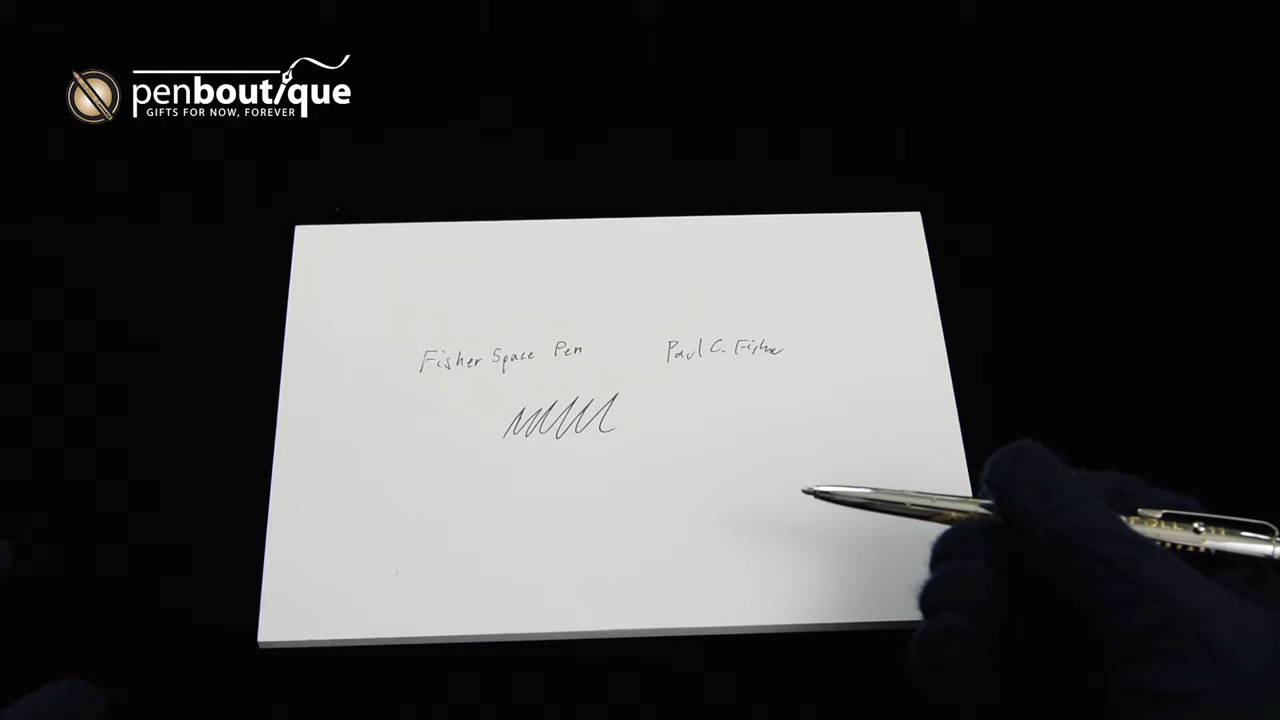 penboutique
GIFTS FOR NOW, FOREVER
Fisher Space Pen
Paul C. Fisher